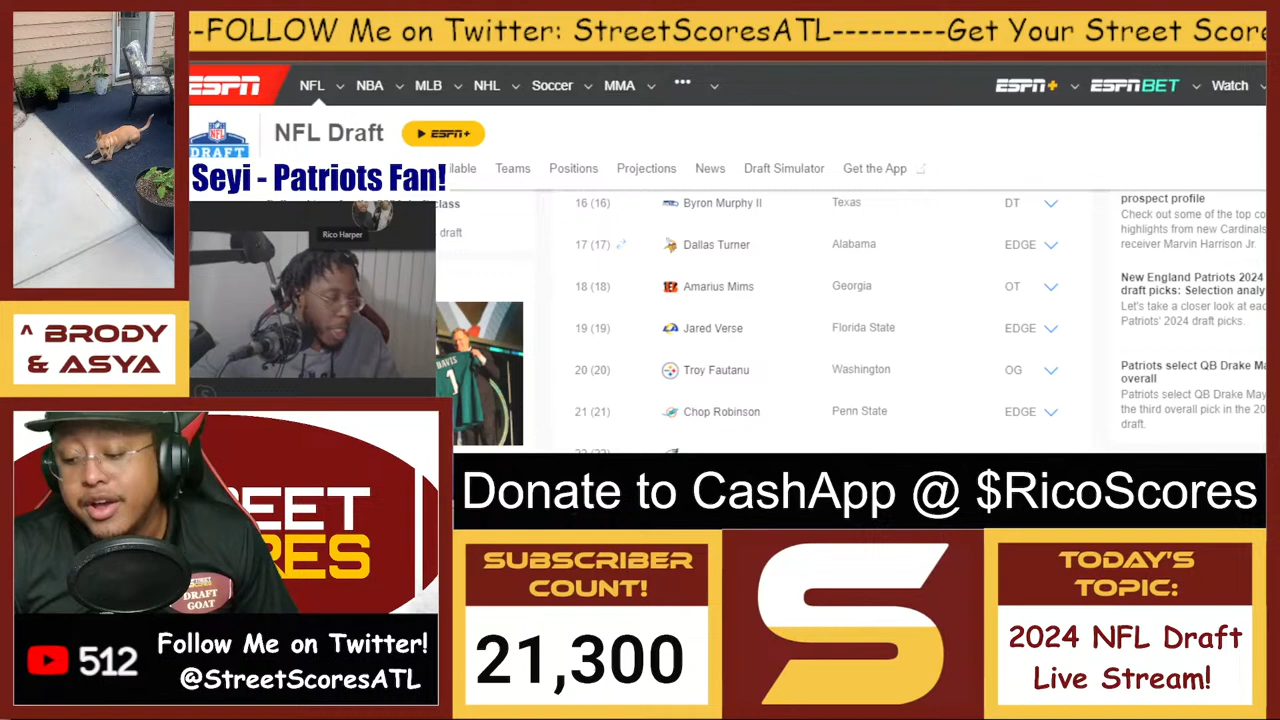 --FOLLOW Me on Twitter: StreetScoresATL---------Get Your Street Score
ESPN NFL NBA MLB NHL Soccer MMA ••• ESPN+ ESPN BET Watch
NFL DRAFT
NFL Draft
ESPN+
ilable Teams Positions Projections News Draft Simulator Get the App
Seyi - Patriots Fan!
class
draft
Rico Harper
16 (16) Byron Murphy II Texas DT
17 (17) Dallas Turner Alabama EDGE
18 (18) Amarius Mims Georgia OT
19 (19) Jared Verse Florida State EDGE
20 (20) Troy Fautanu Washington OG
21 (21) Chop Robinson Penn State EDGE
prospect profile
Check out some of the top co
highlights from new Cardinals
receiver Marvin Harrison Jr.
New England Patriots 2024
draft picks: Selection analy
Let's take a closer look at eac
Patriots' 2024 draft picks.
Patriots select QB Drake Ma
overall
Patriots select QB Drake May
the third overall pick in the 20
draft.
DAVIS
1
^ BRODY
& ASYA
STREET
SCORES
DRAFT
GOAT
512
Follow Me on Twitter!
@StreetScoresATL
Donate to CashApp @ $RicoScores
SUBSCRIBER
COUNT!
21,300
S
TODAY'S
TOPIC:
2024 NFL Draft
Live Stream!